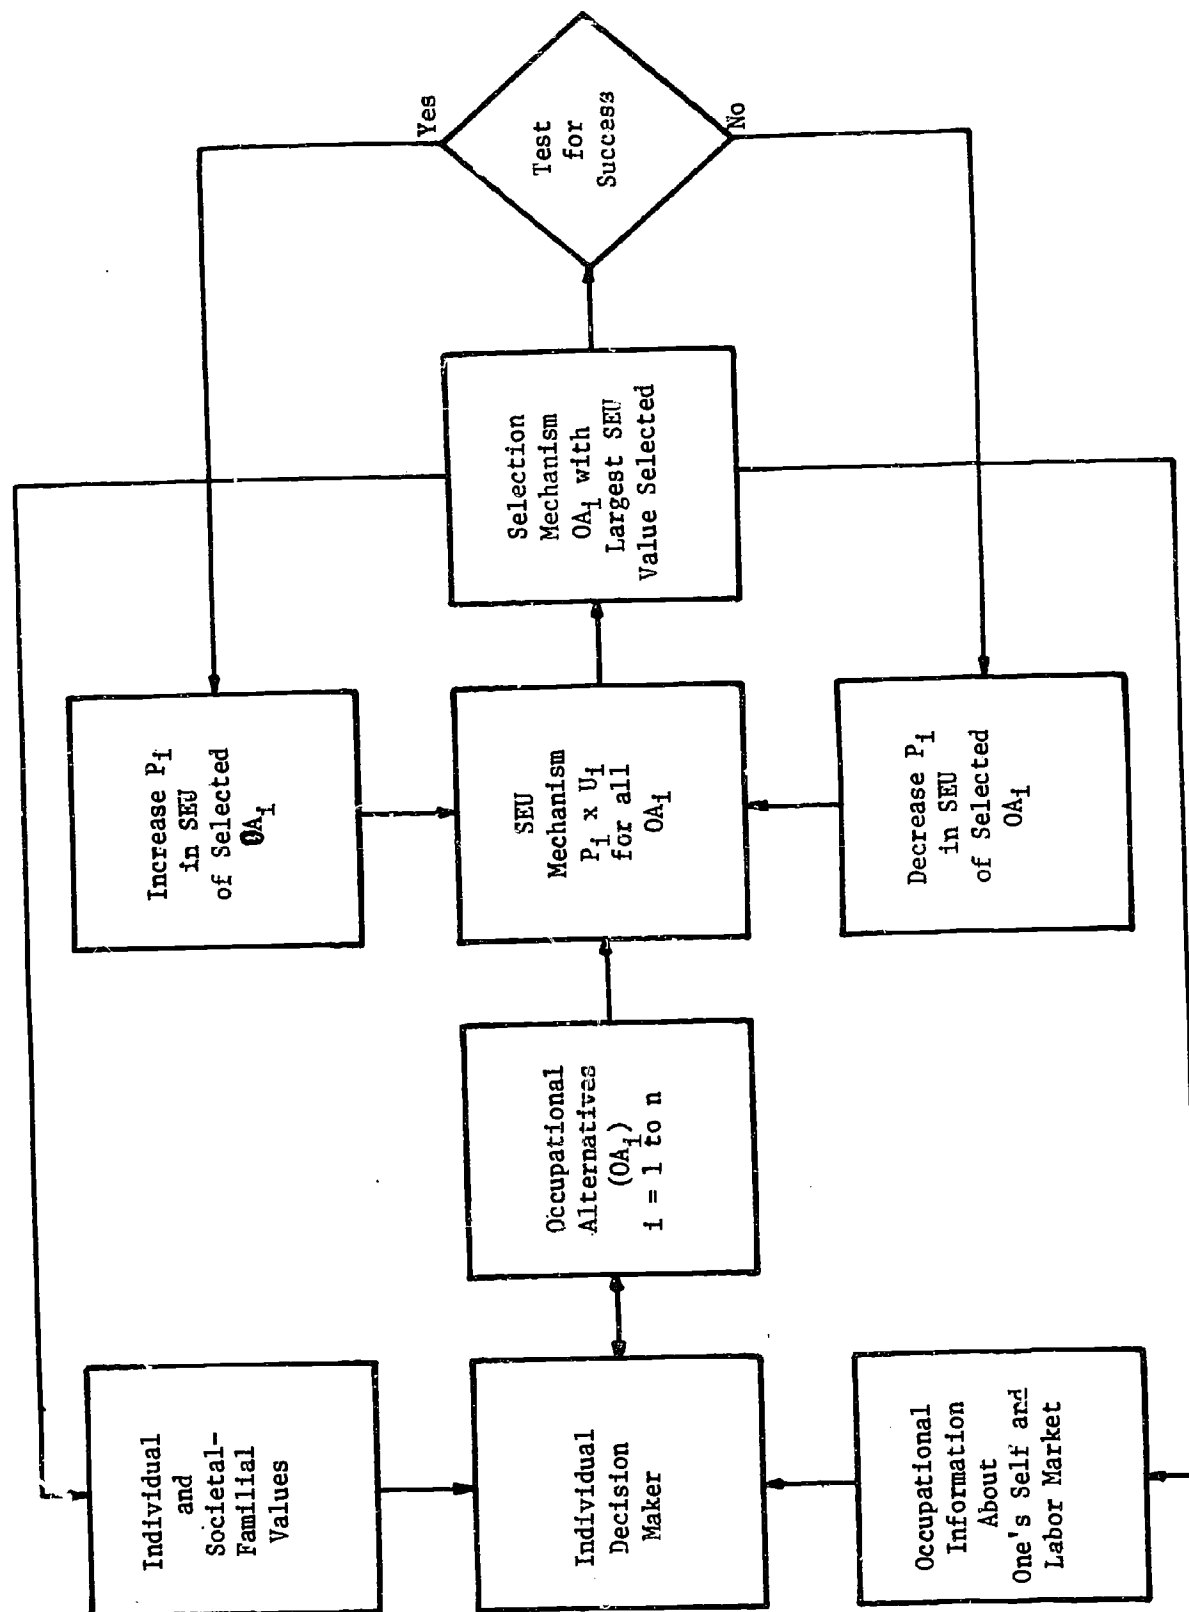 Individual
and
Societal-
Familial
Values
Individual
Decision
Maker
Occupational
Information
About
One's Self and
Labor Market
Occupational
Alternatives
(OAi)
i = 1 to n
Increase Pi
in SEU
of Selected
OAi
SEU
Mechanism
Pi x Ui
for all
OAi
Decrease Pi
in SEU
of Selected
OAi
Selection
Mechanism
OAi with
Largest SEU
Value Selected
Yes
Test
for
Success
No